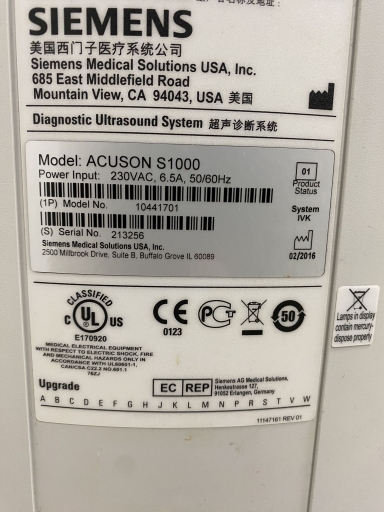 SIEMENS
美国西门子医疗系统公司
Siemens Medical Solutions USA, Inc.
685 East Middlefield Road
Mountain View, CA 94043, USA 美国
Diagnostic Ultrasound System 超声诊断系统
Model: ACUSON S1000
Power Input: 230VAC, 6.5A, 50/60Hz
01
Product
Status
(1P) Model No. 10441701
System
IVK
(S) Serial No. 213256
Siemens Medical Solutions USA, Inc
2500 Millbrook Drive, Suite B, Buffalo Grove IL 60089
02/2016
CLASSIFIED
C UL US
E170920
CE
0123
50
MEDICAL ELECTRICAL EQUIPMENT
WITH RESPECT TO ELECTRIC SHOCK, FIRE
AND MECHANICAL HAZARDS ONLY IN
ACCORDANCE WITH UL60601-1,
CAN/CSA C22.2 NO.601.1
76ZJ
Lamps in display
contain mercury-
dispose properly
Upgrade
EC REP
Siemens AG Medical Solutions,
Henkestrasse 127,
91052 Erlangen, Germany
A B C D E F G H J K L M N P R S T V W
11147161 REV 01